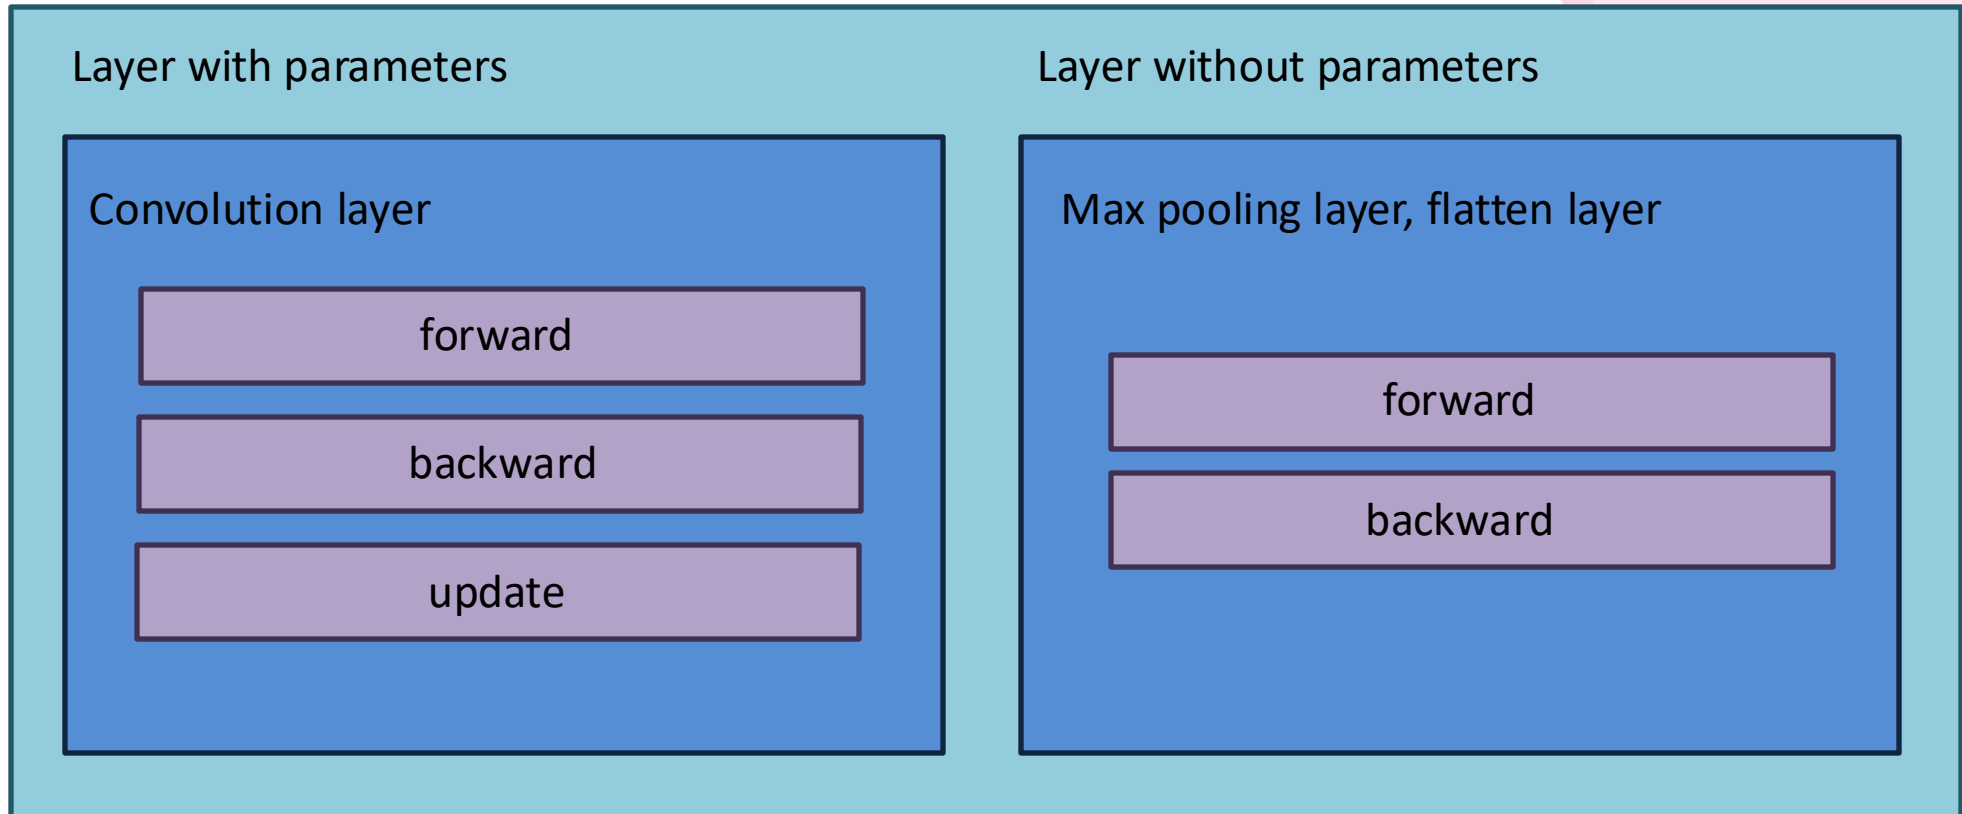 Layer with parameters
Convolution layer
forward
backward
update
Layer without parameters
Max pooling layer, flatten layer
forward
backward